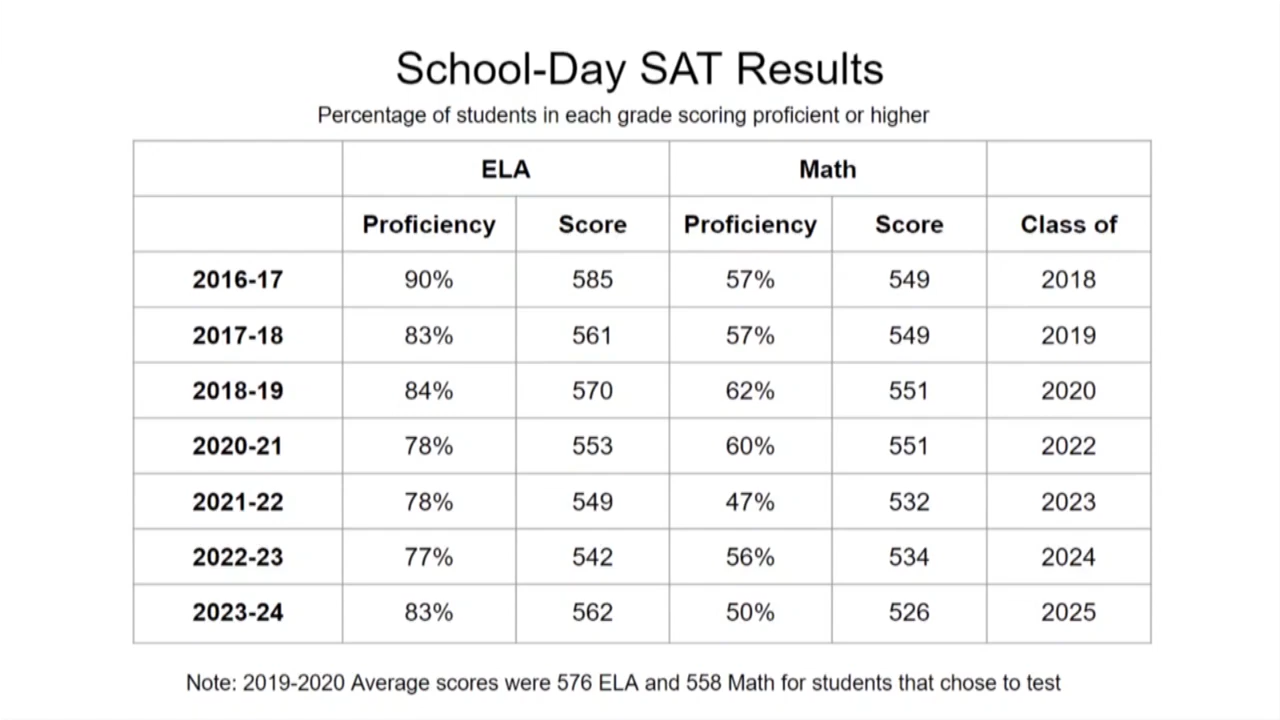 School-Day SAT Results
Percentage of students in each grade scoring proficient or higher
ELA Math
Proficiency Score Proficiency Score Class of
2016-17 90% 585 57% 549 2018
2017-18 83% 561 57% 549 2019
2018-19 84% 570 62% 551 2020
2020-21 78% 553 60% 551 2022
2021-22 78% 549 47% 532 2023
2022-23 77% 542 56% 534 2024
2023-24 83% 562 50% 526 2025
Note: 2019-2020 Average scores were 576 ELA and 558 Math for students that chose to test